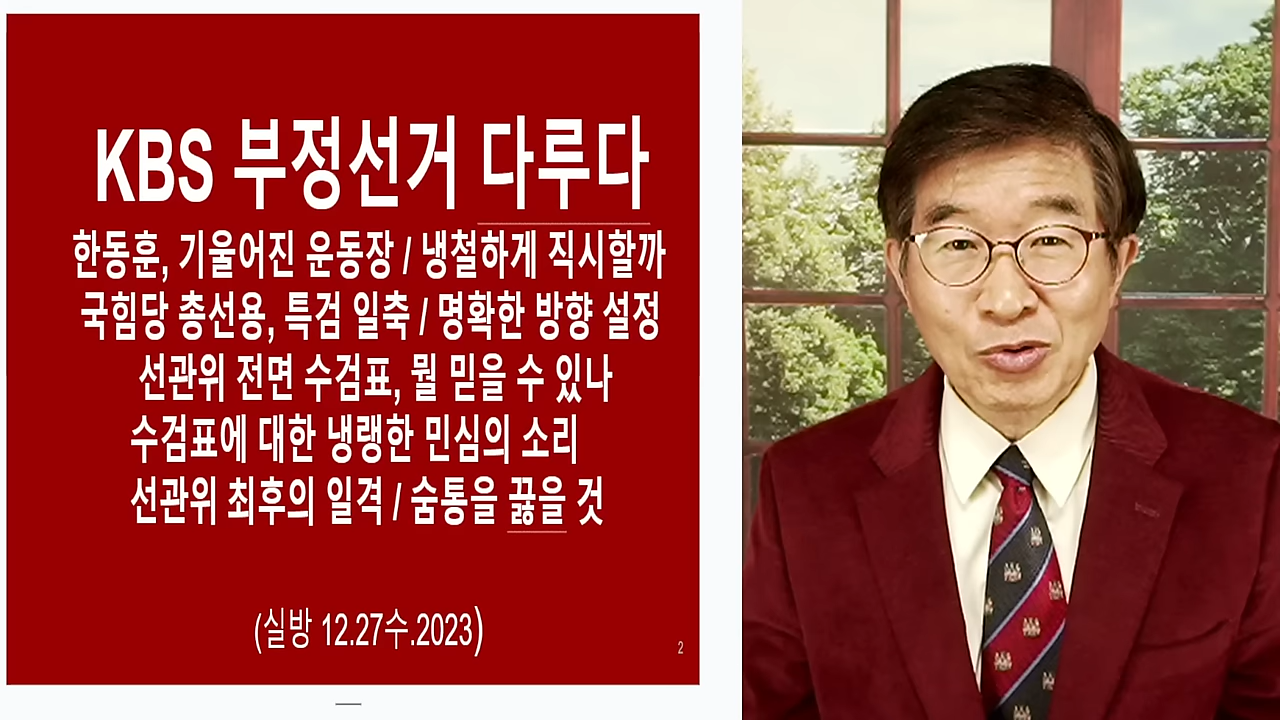 KBS 부정선거 다루다
한동훈, 기울어진 운동장 / 냉철하게 직시할까
국힘당 총선용, 특검 일축 / 명확한 방향 설정
선관위 전면 수검표, 뭘 믿을 수 있나
수검표에 대한 냉랭한 민심의 소리
선관위 최후의 일격 / 숨통을 끓을 것
(실방 12.27수.2023)
2